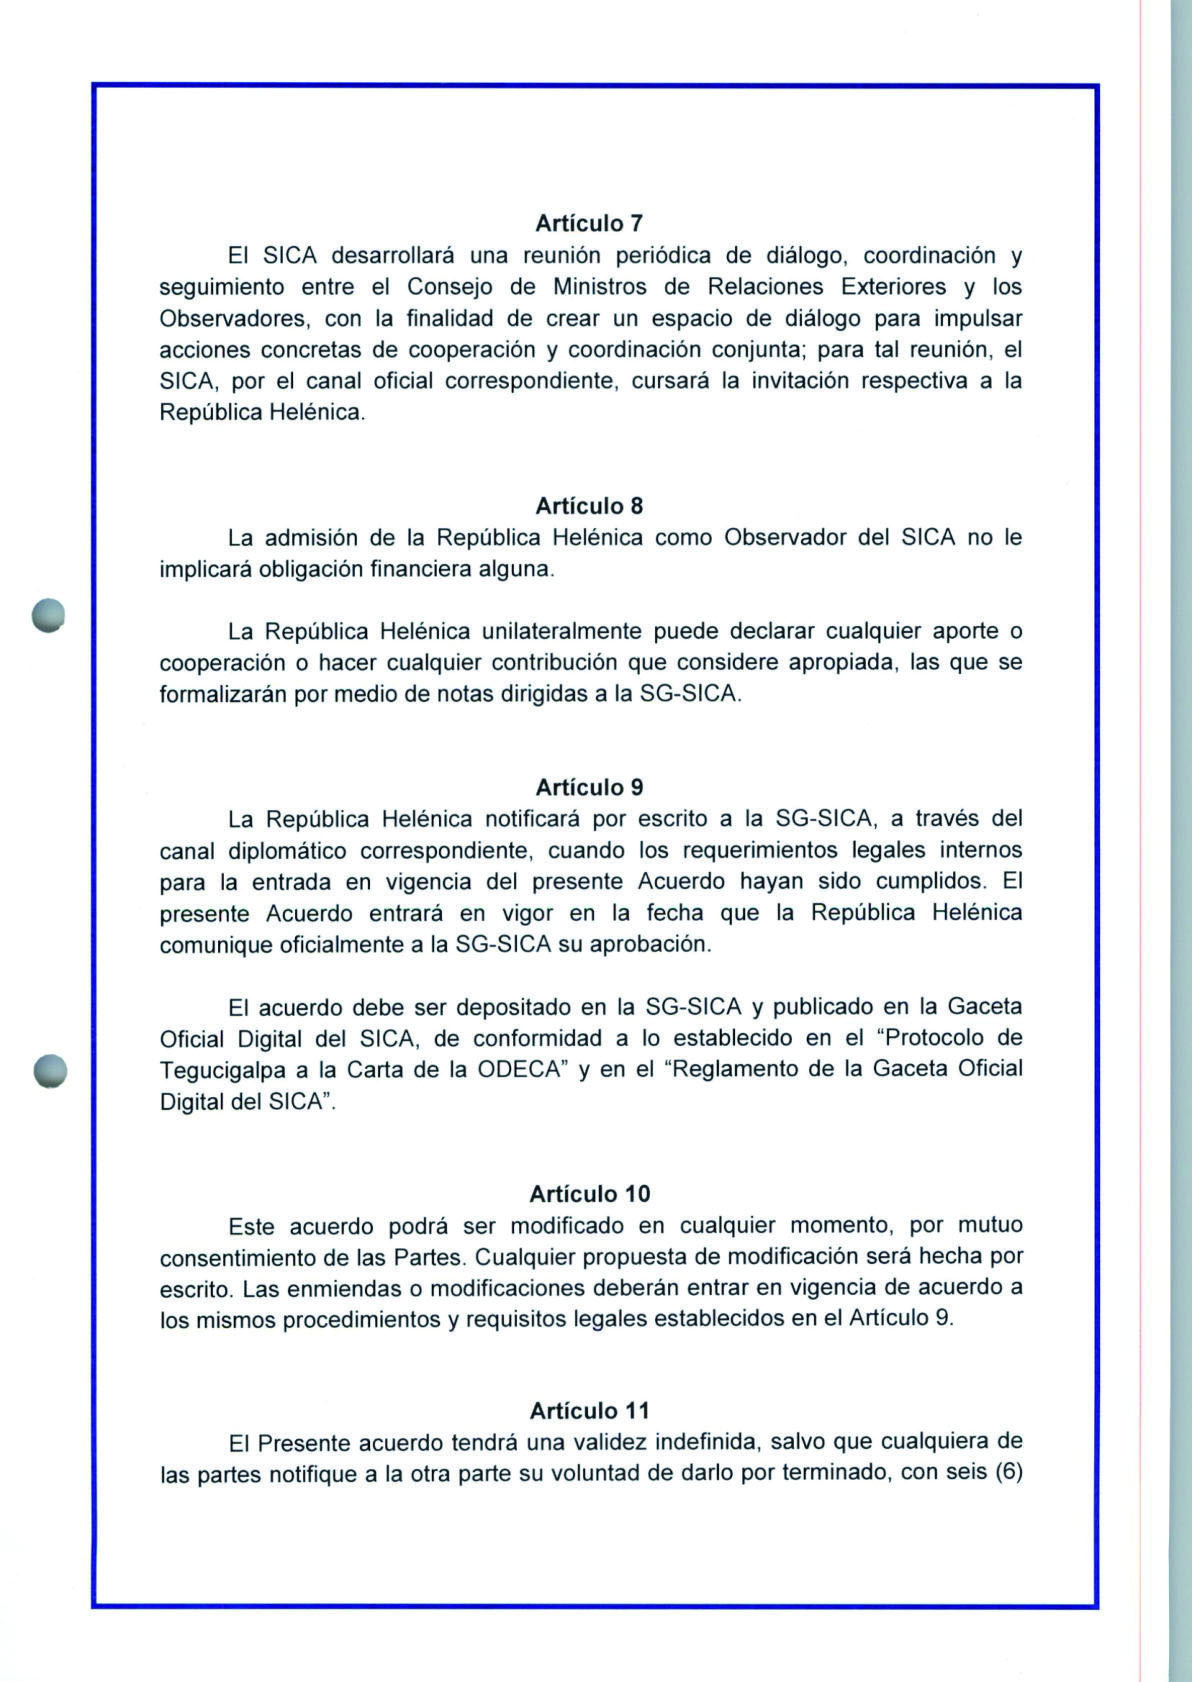 Artículo 7
El SICA desarrollará una reunión periódica de diálogo, coordinación y
seguimiento entre el Consejo de Ministros de Relaciones Exteriores y los
Observadores, con la finalidad de crear un espacio de diálogo para impulsar
acciones concretas de cooperación y coordinación conjunta; para tal reunión, el
SICA, por el canal oficial correspondiente, cursará la invitación respectiva a la
República Helénica.
Artículo 8
La admisión de la República Helénica como Observador del SICA no le
implicará obligación financiera alguna.
La República Helénica unilateralmente puede declarar cualquier aporte o
cooperación o hacer cualquier contribución que considere apropiada, las que se
formalizarán por medio de notas dirigidas a la SG-SICA.
Artículo 9
La República Helénica notificará por escrito a la SG-SICA, a través del
canal diplomático correspondiente, cuando los requerimientos legales internos
para la entrada en vigencia del presente Acuerdo hayan sido cumplidos. El
presente Acuerdo entrará en vigor en la fecha que la República Helénica
comunique oficialmente a la SG-SICA su aprobación.
El acuerdo debe ser depositado en la SG-SICA y publicado en la Gaceta
Oficial Digital del SICA, de conformidad a lo establecido en el “Protocolo de
Tegucigalpa a la Carta de la ODECA” y en el “Reglamento de la Gaceta Oficial
Digital del SICA”.
Artículo 10
Este acuerdo podrá ser modificado en cualquier momento, por mutuo
consentimiento de las Partes. Cualquier propuesta de modificación será hecha por
escrito. Las enmiendas o modificaciones deberán entrar en vigencia de acuerdo a
los mismos procedimientos y requisitos legales establecidos en el Artículo 9.
Artículo 11
El Presente acuerdo tendrá una validez indefinida, salvo que cualquiera de
las partes notifique a la otra parte su voluntad de darlo por terminado, con seis (6)